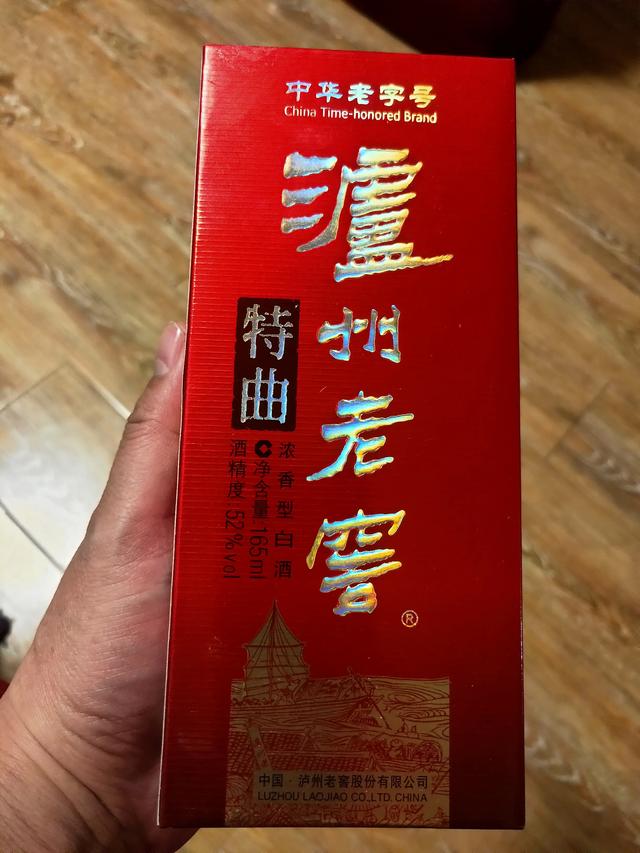 中华老字号
China Time-honored Brand
瀘州老窖
®
特曲
浓香型白酒
净含量:165ml
酒精度 52%vol
中国·泸州老窖股份有限公司
LUZHOU LAOJIAO CO.,LTD. CHINA